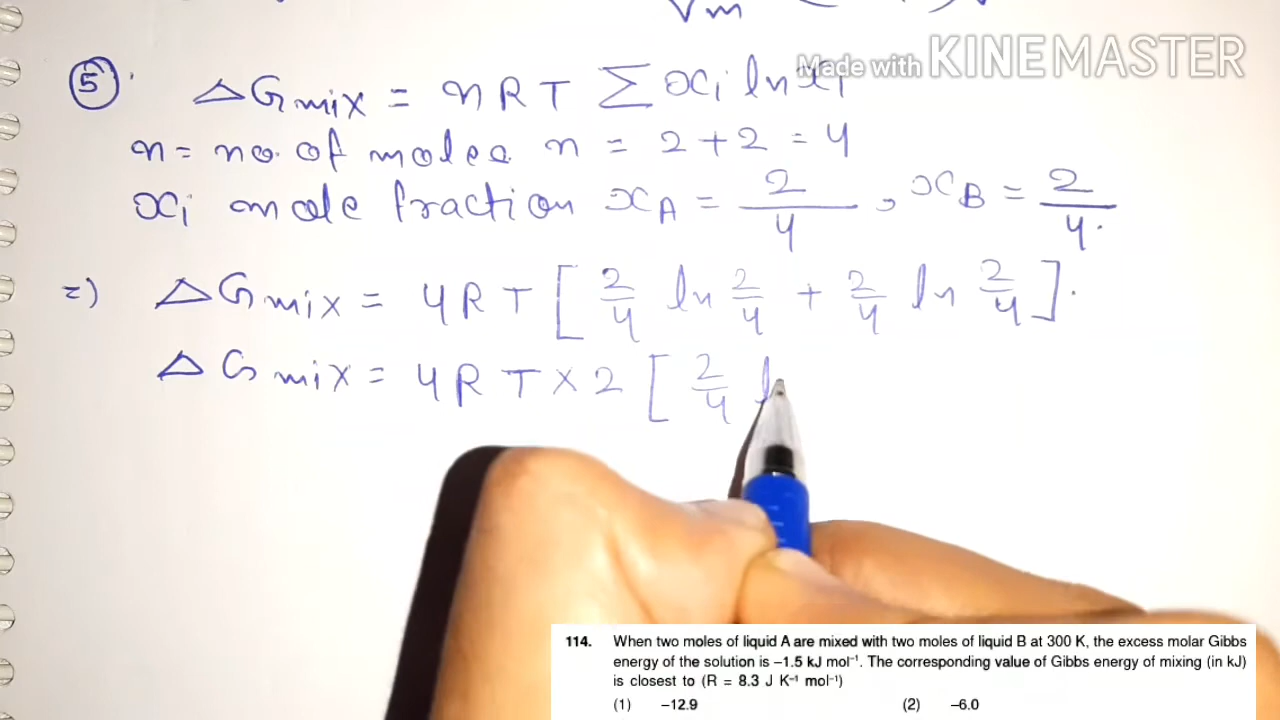 Vm
Made with KINEMASTER
⑤ ΔGmix = nRT Σ xi ln xi
n = no. of moles n = 2+2 = 4
xi mole fraction xA = 2/4, xB = 2/4.
=) ΔGmix = 4RT [ 2/4 ln 2/4 + 2/4 ln 2/4 ].
ΔGmix = 4RT × 2 [ 2/4 l
114. When two moles of liquid A are mixed with two moles of liquid B at 300 K, the excess molar Gibbs
energy of the solution is –1.5 kJ mol⁻¹. The corresponding value of Gibbs energy of mixing (in kJ)
is closest to (R = 8.3 J K⁻¹ mol⁻¹)
(1) –12.9 (2) –6.0